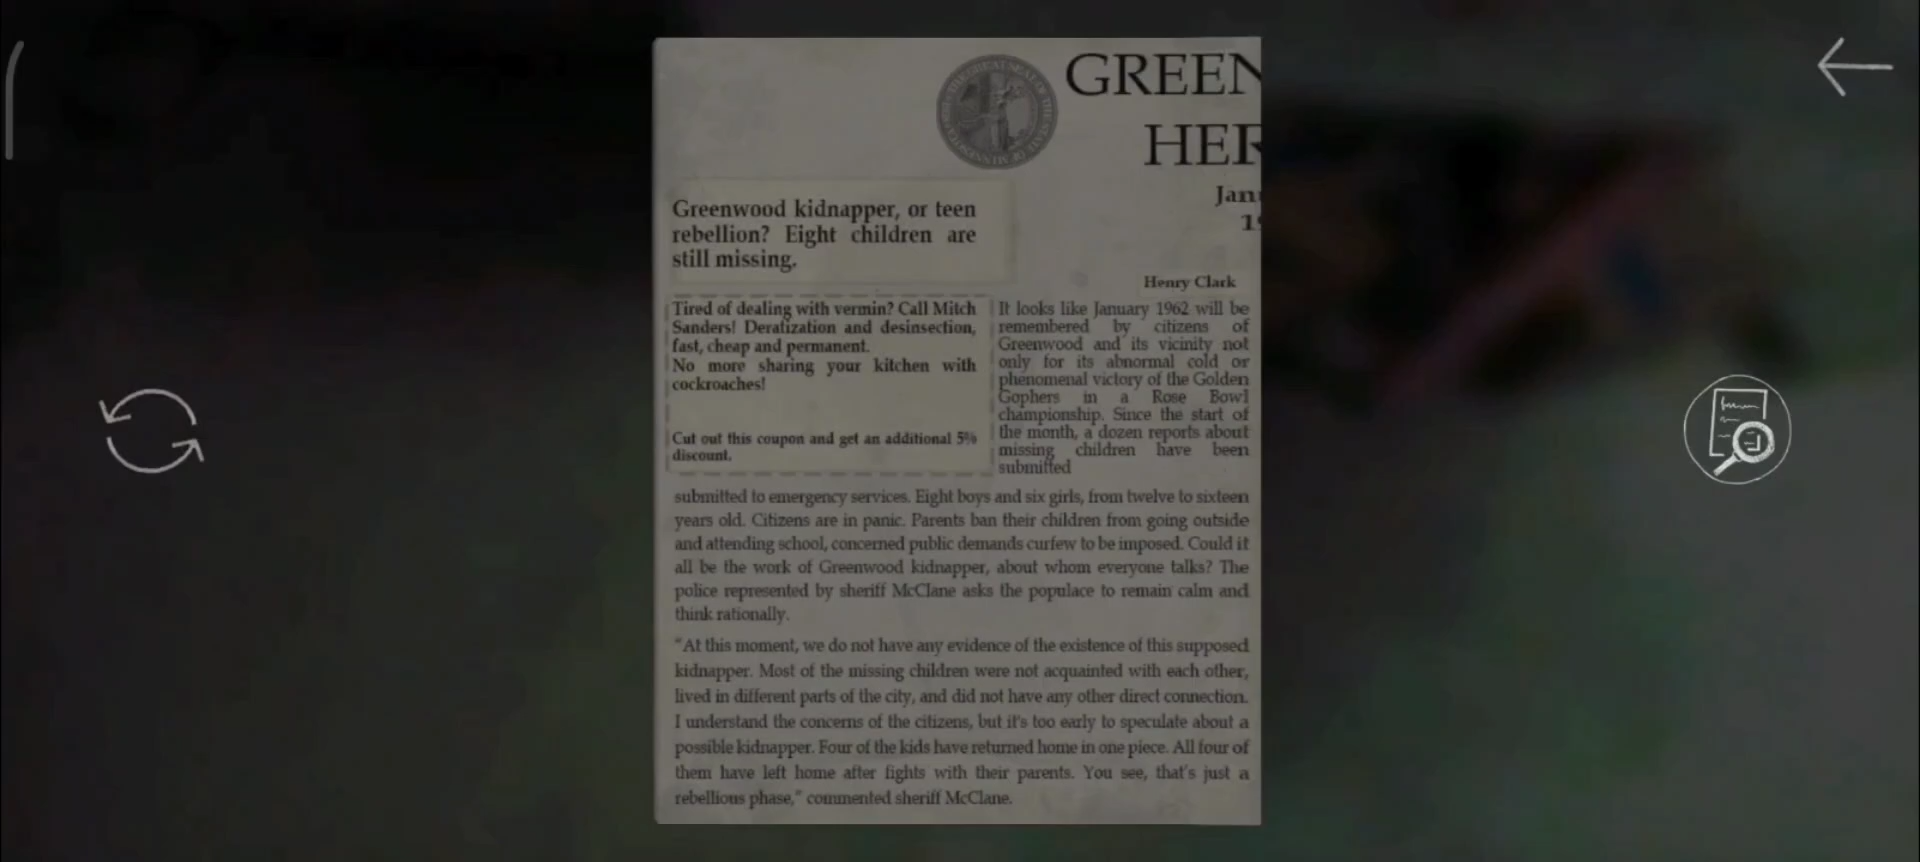 GREEN
HER
Jan
19
Greenwood kidnapper, or teen
rebellion? Eight children are
still missing.
Tired of dealing with vermin? Call Mitch
Sanders! Deratization and desinsection,
fast, cheap and permanent.
No more sharing your kitchen with
cockroaches!
Cut out this coupon and get an additional 5%
discount.
Henry Clark
It looks like January 1962 will be
remembered by citizens of
Greenwood and its vicinity not
only for its abnormal cold or
phenomenal victory of the Golden
Gophers in a Rose Bowl
championship. Since the start of
the month, a dozen reports about
missing children have been
submitted
submitted to emergency services. Eight boys and six girls, from twelve to sixteen
years old. Citizens are in panic. Parents ban their children from going outside
and attending school, concerned public demands curfew to be imposed. Could it
all be the work of Greenwood kidnapper, about whom everyone talks? The
police represented by sheriff McClane asks the populace to remain calm and
think rationally.
"At this moment, we do not have any evidence of the existence of this supposed
kidnapper. Most of the missing children were not acquainted with each other,
lived in different parts of the city, and did not have any other direct connection.
I understand the concerns of the citizens, but it's too early to speculate about a
possible kidnapper. Four of the kids have returned home in one piece. All four of
them have left home after fights with their parents. You see, that's just a
rebellious phase," commented sheriff McClane.